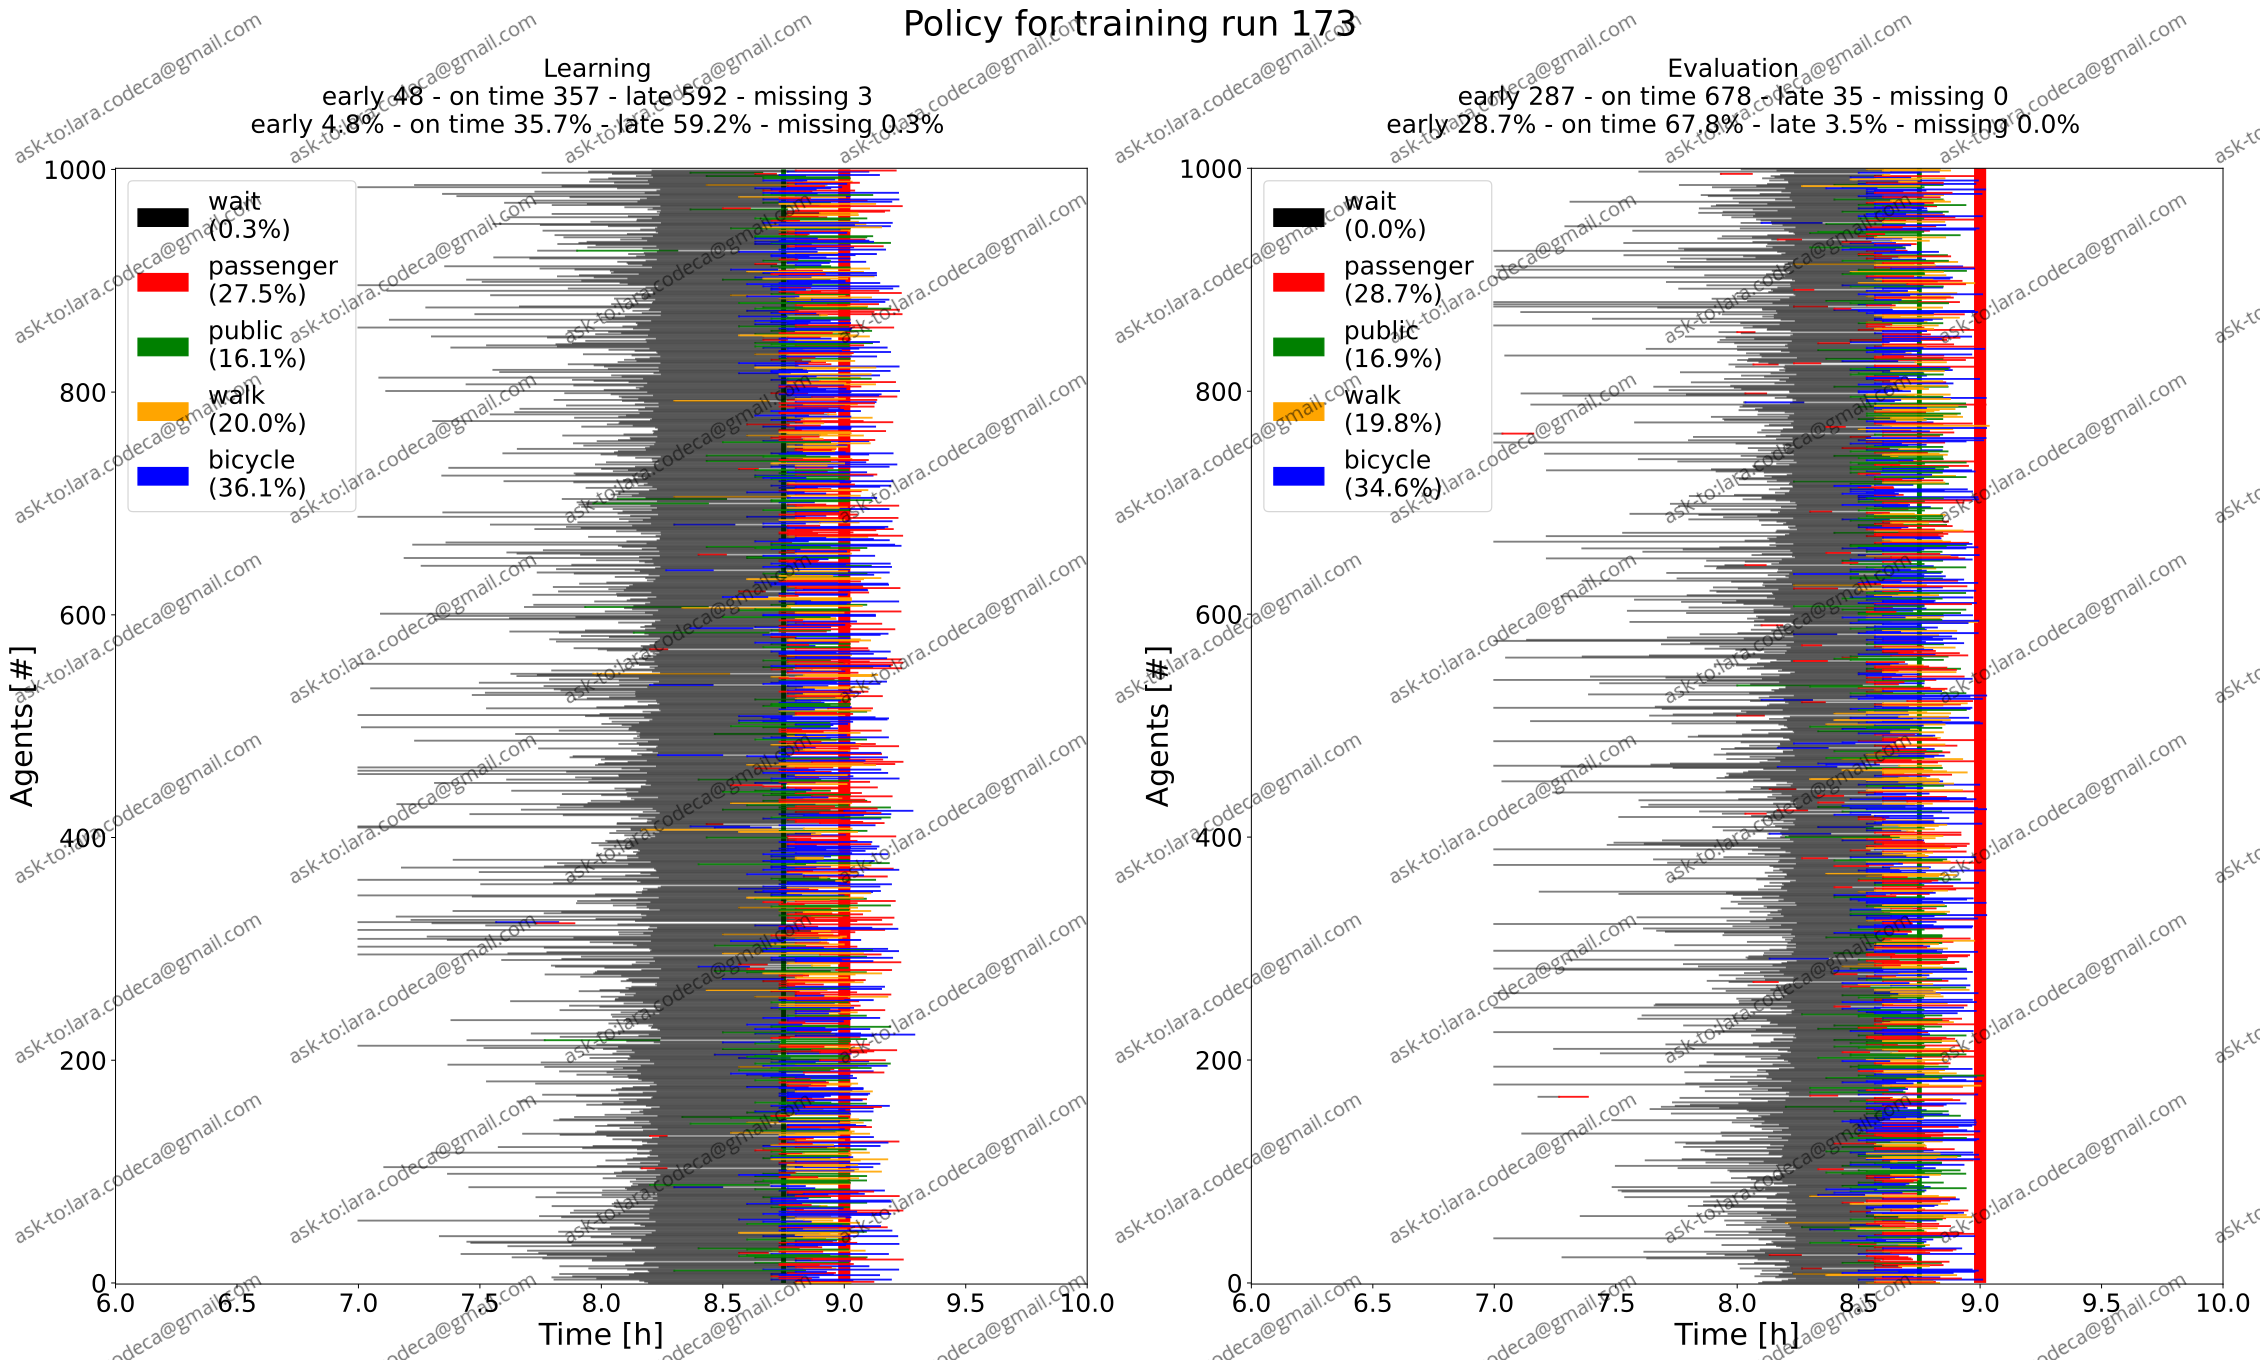 Policy for training run 173
Learning
early 48 - on time 357 - late 592 - missing 3
early 4.8% - on time 35.7% - late 59.2% - missing 0.3%
Evaluation
early 287 - on time 678 - late 35 - missing 0
early 28.7% - on time 67.8% - late 3.5% - missing 0.0%
wait
(0.3%)
passenger
(27.5%)
public
(16.1%)
walk
(20.0%)
bicycle
(36.1%)
Agents [#]
1000
800
600
400
200
0
6.0 6.5 7.0 7.5 8.0 8.5 9.0 9.5 10.0
Time [h]
wait
(0.0%)
passenger
(28.7%)
public
(16.9%)
walk
(19.8%)
bicycle
(34.6%)
Agents [#]
1000
800
600
400
200
0
6.0 6.5 7.0 7.5 8.0 8.5 9.0 9.5 10.0
Time [h]
ask-to:lara.codeca@gmail.com